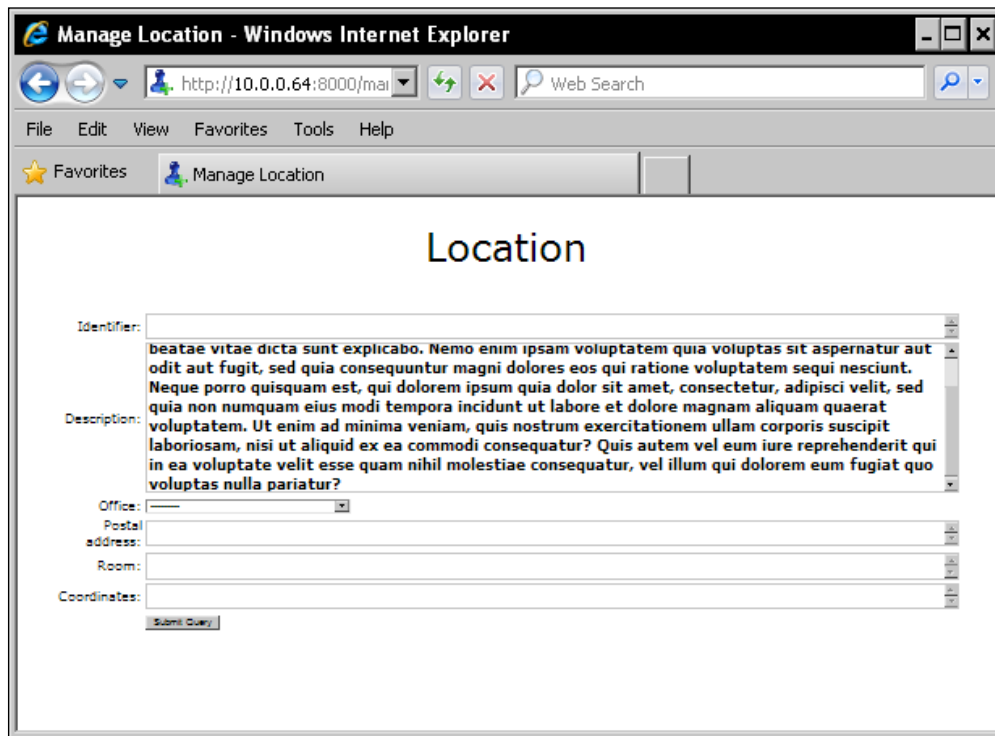 Manage Location - Windows Internet Explorer
http://10.0.0.64:8000/mai
Web Search
File Edit View Favorites Tools Help
Favorites
Manage Location
Location
Identifier:
Description:
beatae vitae dicta sunt explicabo. Nemo enim ipsam voluptatem quia voluptas sit aspernatur aut
odit aut fugit, sed quia consequuntur magni dolores eos qui ratione voluptatem sequi nesciunt.
Neque porro quisquam est, qui dolorem ipsum quia dolor sit amet, consectetur, adipisci velit, sed
quia non numquam eius modi tempora incidunt ut labore et dolore magnam aliquam quaerat
voluptatem. Ut enim ad minima veniam, quis nostrum exercitationem ullam corporis suscipit
laboriosam, nisi ut aliquid ex ea commodi consequatur? Quis autem vel eum iure reprehenderit qui
in ea voluptate velit esse quam nihil molestiae consequatur, vel illum qui dolorem eum fugiat quo
voluptas nulla pariatur?
Office: --------
Postal
address:
Room:
Coordinates:
Submit Query